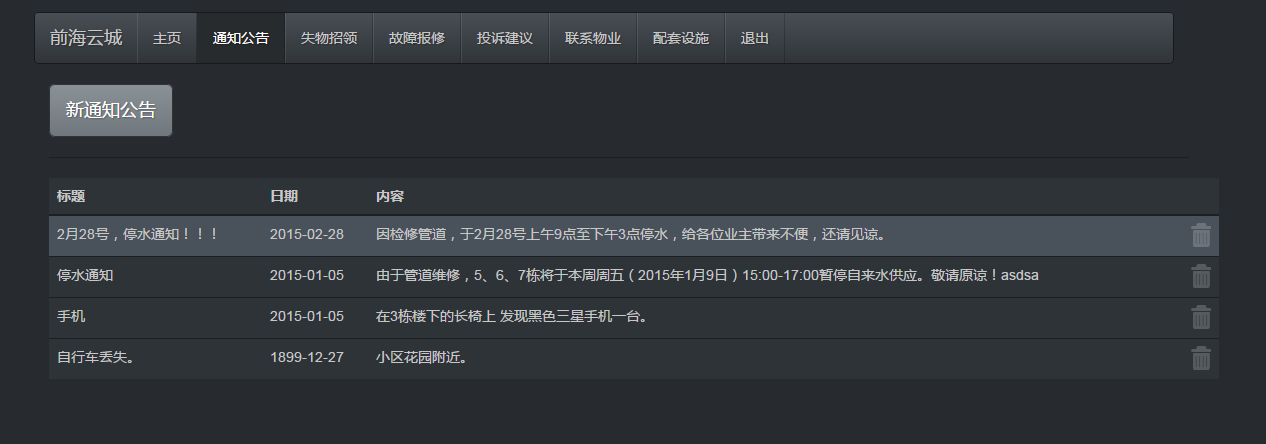 前海云城 主页 通知公告 失物招领 故障报修 投诉建议 联系物业 配套设施 退出
新通知公告
标题 日期 内容
2月28号，停水通知！！！ 2015-02-28 因检修管道，于2月28号上午9点至下午3点停水，给各位业主带来不便，还请见谅。
停水通知 2015-01-05 由于管道维修，5、6、7栋将于本周周五（2015年1月9日）15:00-17:00暂停自来水供应。敬请原谅！asdsa
手机 2015-01-05 在3栋楼下的长椅上 发现黑色三星手机一台。
自行车丢失。 1899-12-27 小区花园附近。